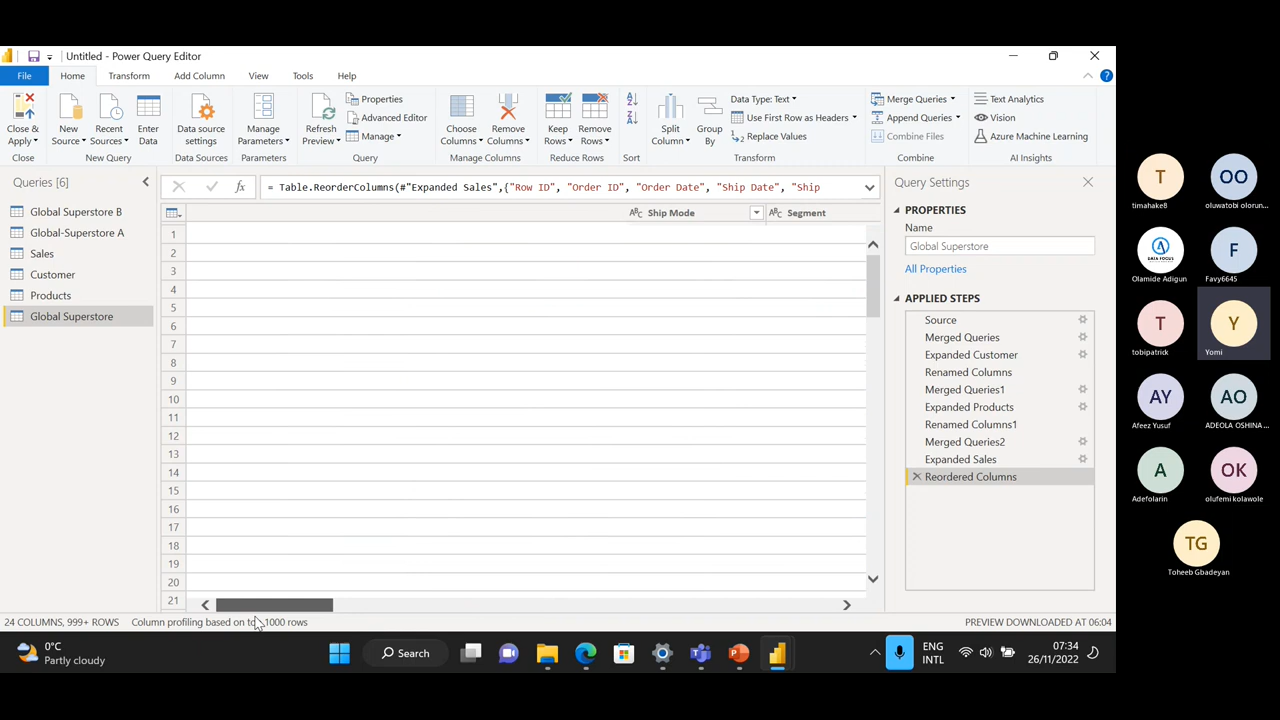 Untitled - Power Query Editor
File Home Transform Add Column View Tools Help
Close & Apply
New Source
Recent Sources
Enter Data
Data source settings
Manage Parameters
Refresh Preview
Properties
Advanced Editor
Manage
Choose Columns
Remove Columns
Keep Rows
Remove Rows
Split Column
Group By
Data Type: Text
Use First Row as Headers
Replace Values
Merge Queries
Append Queries
Combine Files
Text Analytics
Vision
Azure Machine Learning
Close New Query Data Sources Parameters Query Manage Columns Reduce Rows Sort Transform Combine AI Insights
Queries [6]
Global Superstore B
Global-Superstore A
Sales
Customer
Products
Global Superstore
fx
= Table.ReorderColumns(#"Expanded Sales",{"Row ID", "Order ID", "Order Date", "Ship Date", "Ship
ABC Ship Mode
ABC Segment
1
2
3
4
5
6
7
8
9
10
11
12
13
14
15
16
17
18
19
20
21
Query Settings
PROPERTIES
Name
Global Superstore
All Properties
APPLIED STEPS
Source
Merged Queries
Expanded Customer
Renamed Columns
Merged Queries1
Expanded Products
Renamed Columns1
Merged Queries2
Expanded Sales
Reordered Columns
24 COLUMNS, 999+ ROWS
Column profiling based on top 1000 rows
PREVIEW DOWNLOADED AT 06:04
0°C
Partly cloudy
Search
ENG
INTL
07:34
26/11/2022
T
timahake8
OO
oluwatobi olorun...
Olamide Adigun
F
Favy6645
T
tobipatrick
Y
Yomi
AY
Afeez Yusuf
AO
ADEOLA OSHINA ...
A
Adefolarin
OK
olufemi kolawole
TG
Toheeb Gbadeyan